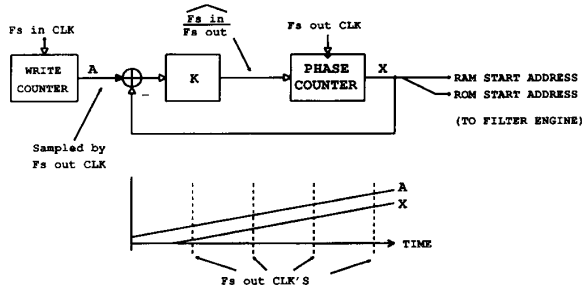 Fs in CLK
WRITE
COUNTER
A
Sampled by
Fs out CLK
−
K
Fs in
Fs out
Fs out CLK
PHASE
COUNTER
X
RAM START ADDRESS
ROM START ADDRESS
(TO FILTER ENGINE)
A
X
TIME
Fs out CLK'S